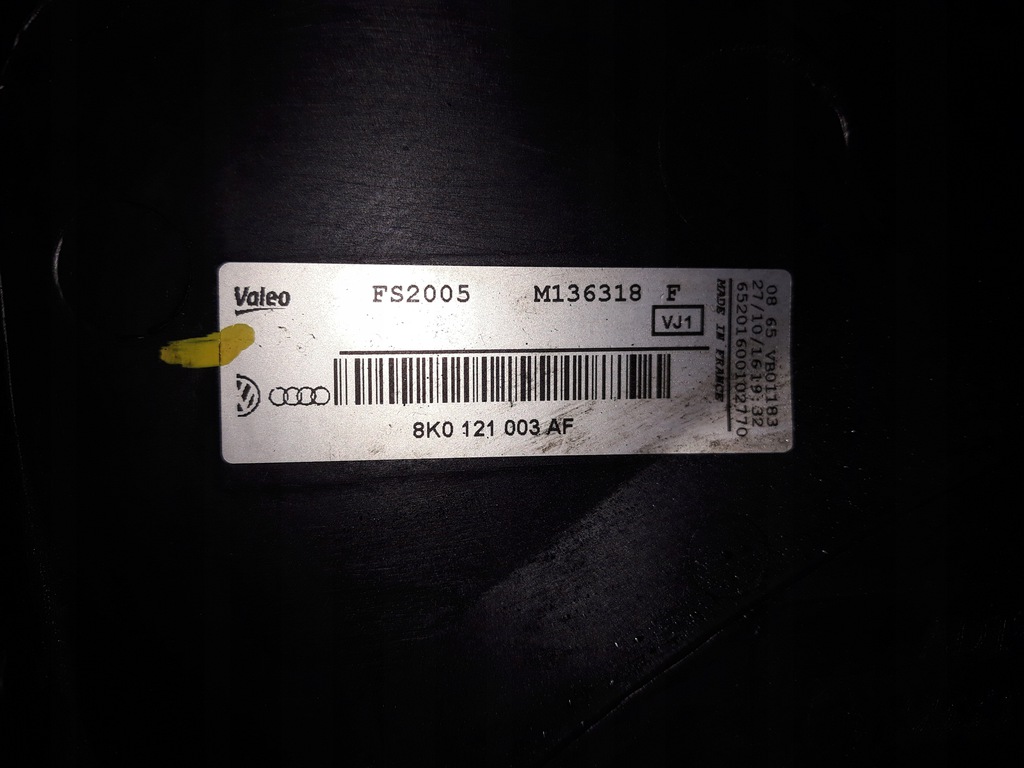 Valeo
FS2005 M136318 F
VJ1
8K0 121 003 AF
MADE IN FRANCE
08 65 VB01183
27/10/16 19:32
65201600102770